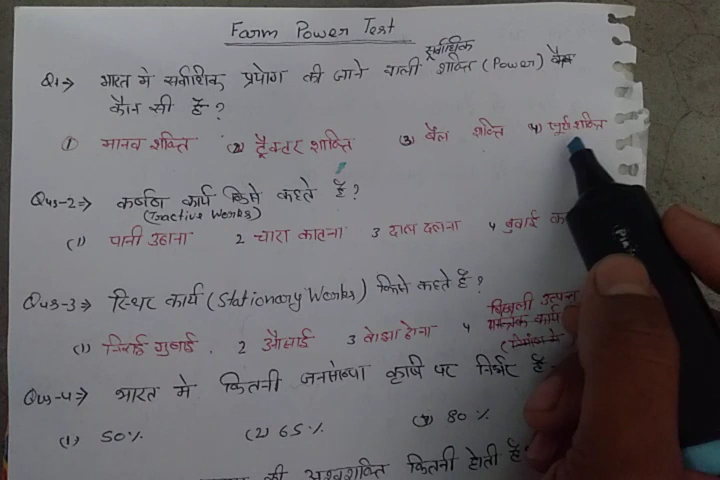 Farm Power Test
सर्वाधिक
Q1→ भारत मे सर्वाधिक प्रयोग की जाने वाली शक्ति (Power)
कौन सी है?
① मानव शक्ति (2) ट्रैक्टर शक्ति (3) बैल शक्ति 4)
Qus-2⇒ कर्षण कार्य किसे कहते है?
(Tractive Works)
(1) पानी उठाना 2 चारा काटना 3 दाल दलना 4 बुवाई
Qus-3⇒ स्थिर कार्य (Stationary Works) किसे कहते है?
बिजली उत्पन्न
(1) निराई गुडाई. 2 औसाई 3 बोझा ढोना 4
Qus-4⇒ भारत मे कितनी जनसंख्या कृषि पर निर्भर है
(1) 50% (2) 65% (3) 80%
की अश्वशक्ति कितनी होती है